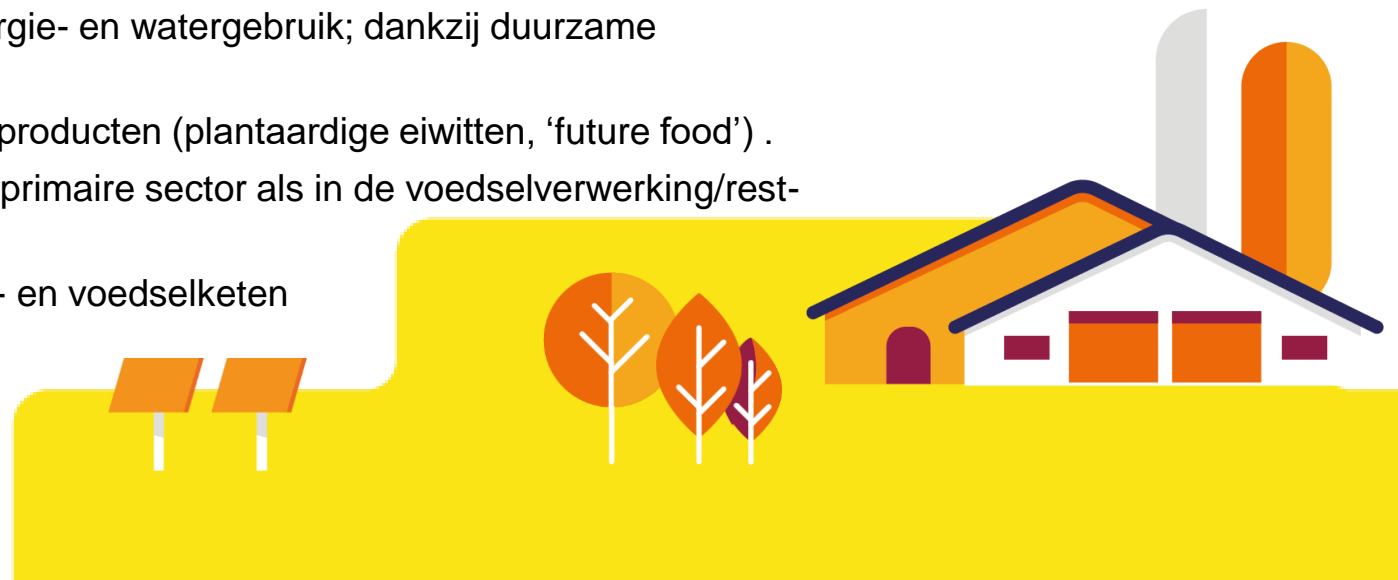 rgie- en watergebruik; dankzij duurzame
producten (plantaardige eiwitten, ‘future food’) .
primaire sector als in de voedselverwerking/rest-
- en voedselketen